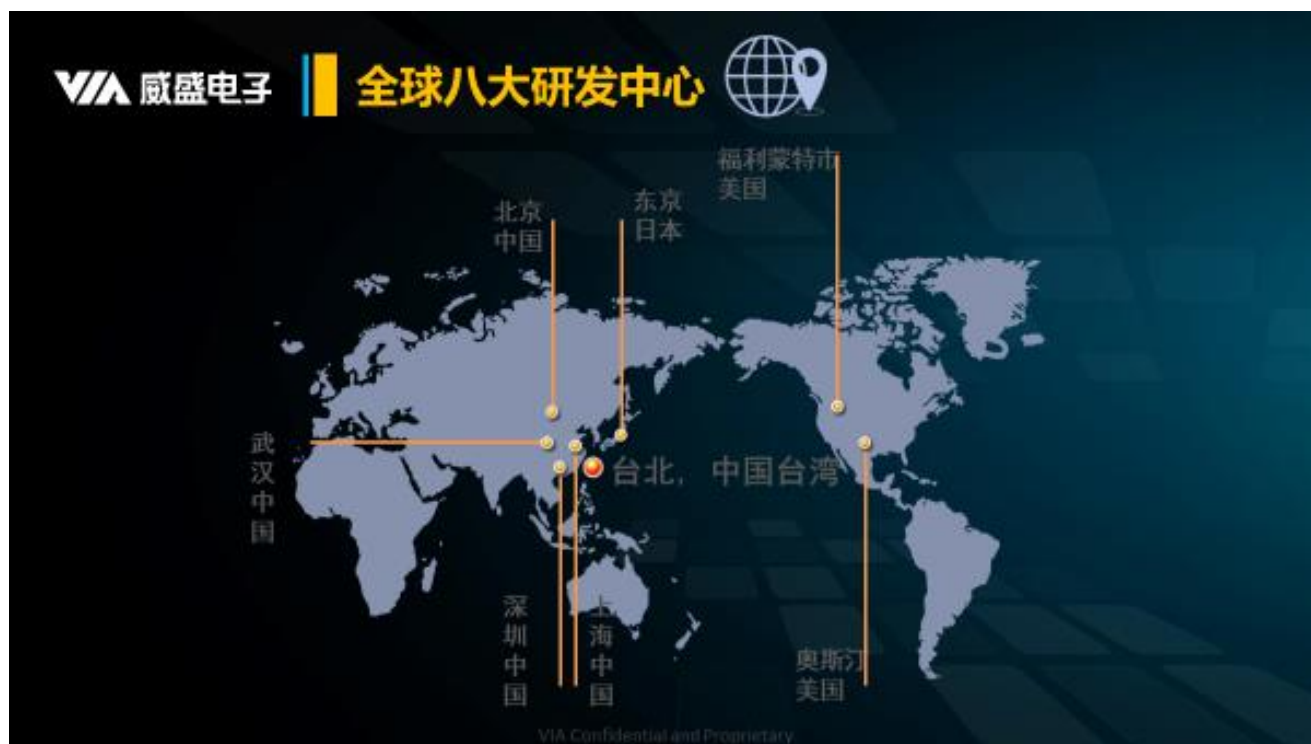 VIA 威盛电子 全球八大研发中心
福利蒙特市
美国
东京
日本
北京
中国
武汉中国
台北,中国台湾
深圳中国
上海中国
奥斯汀
美国
VIA Confidential and Proprietary